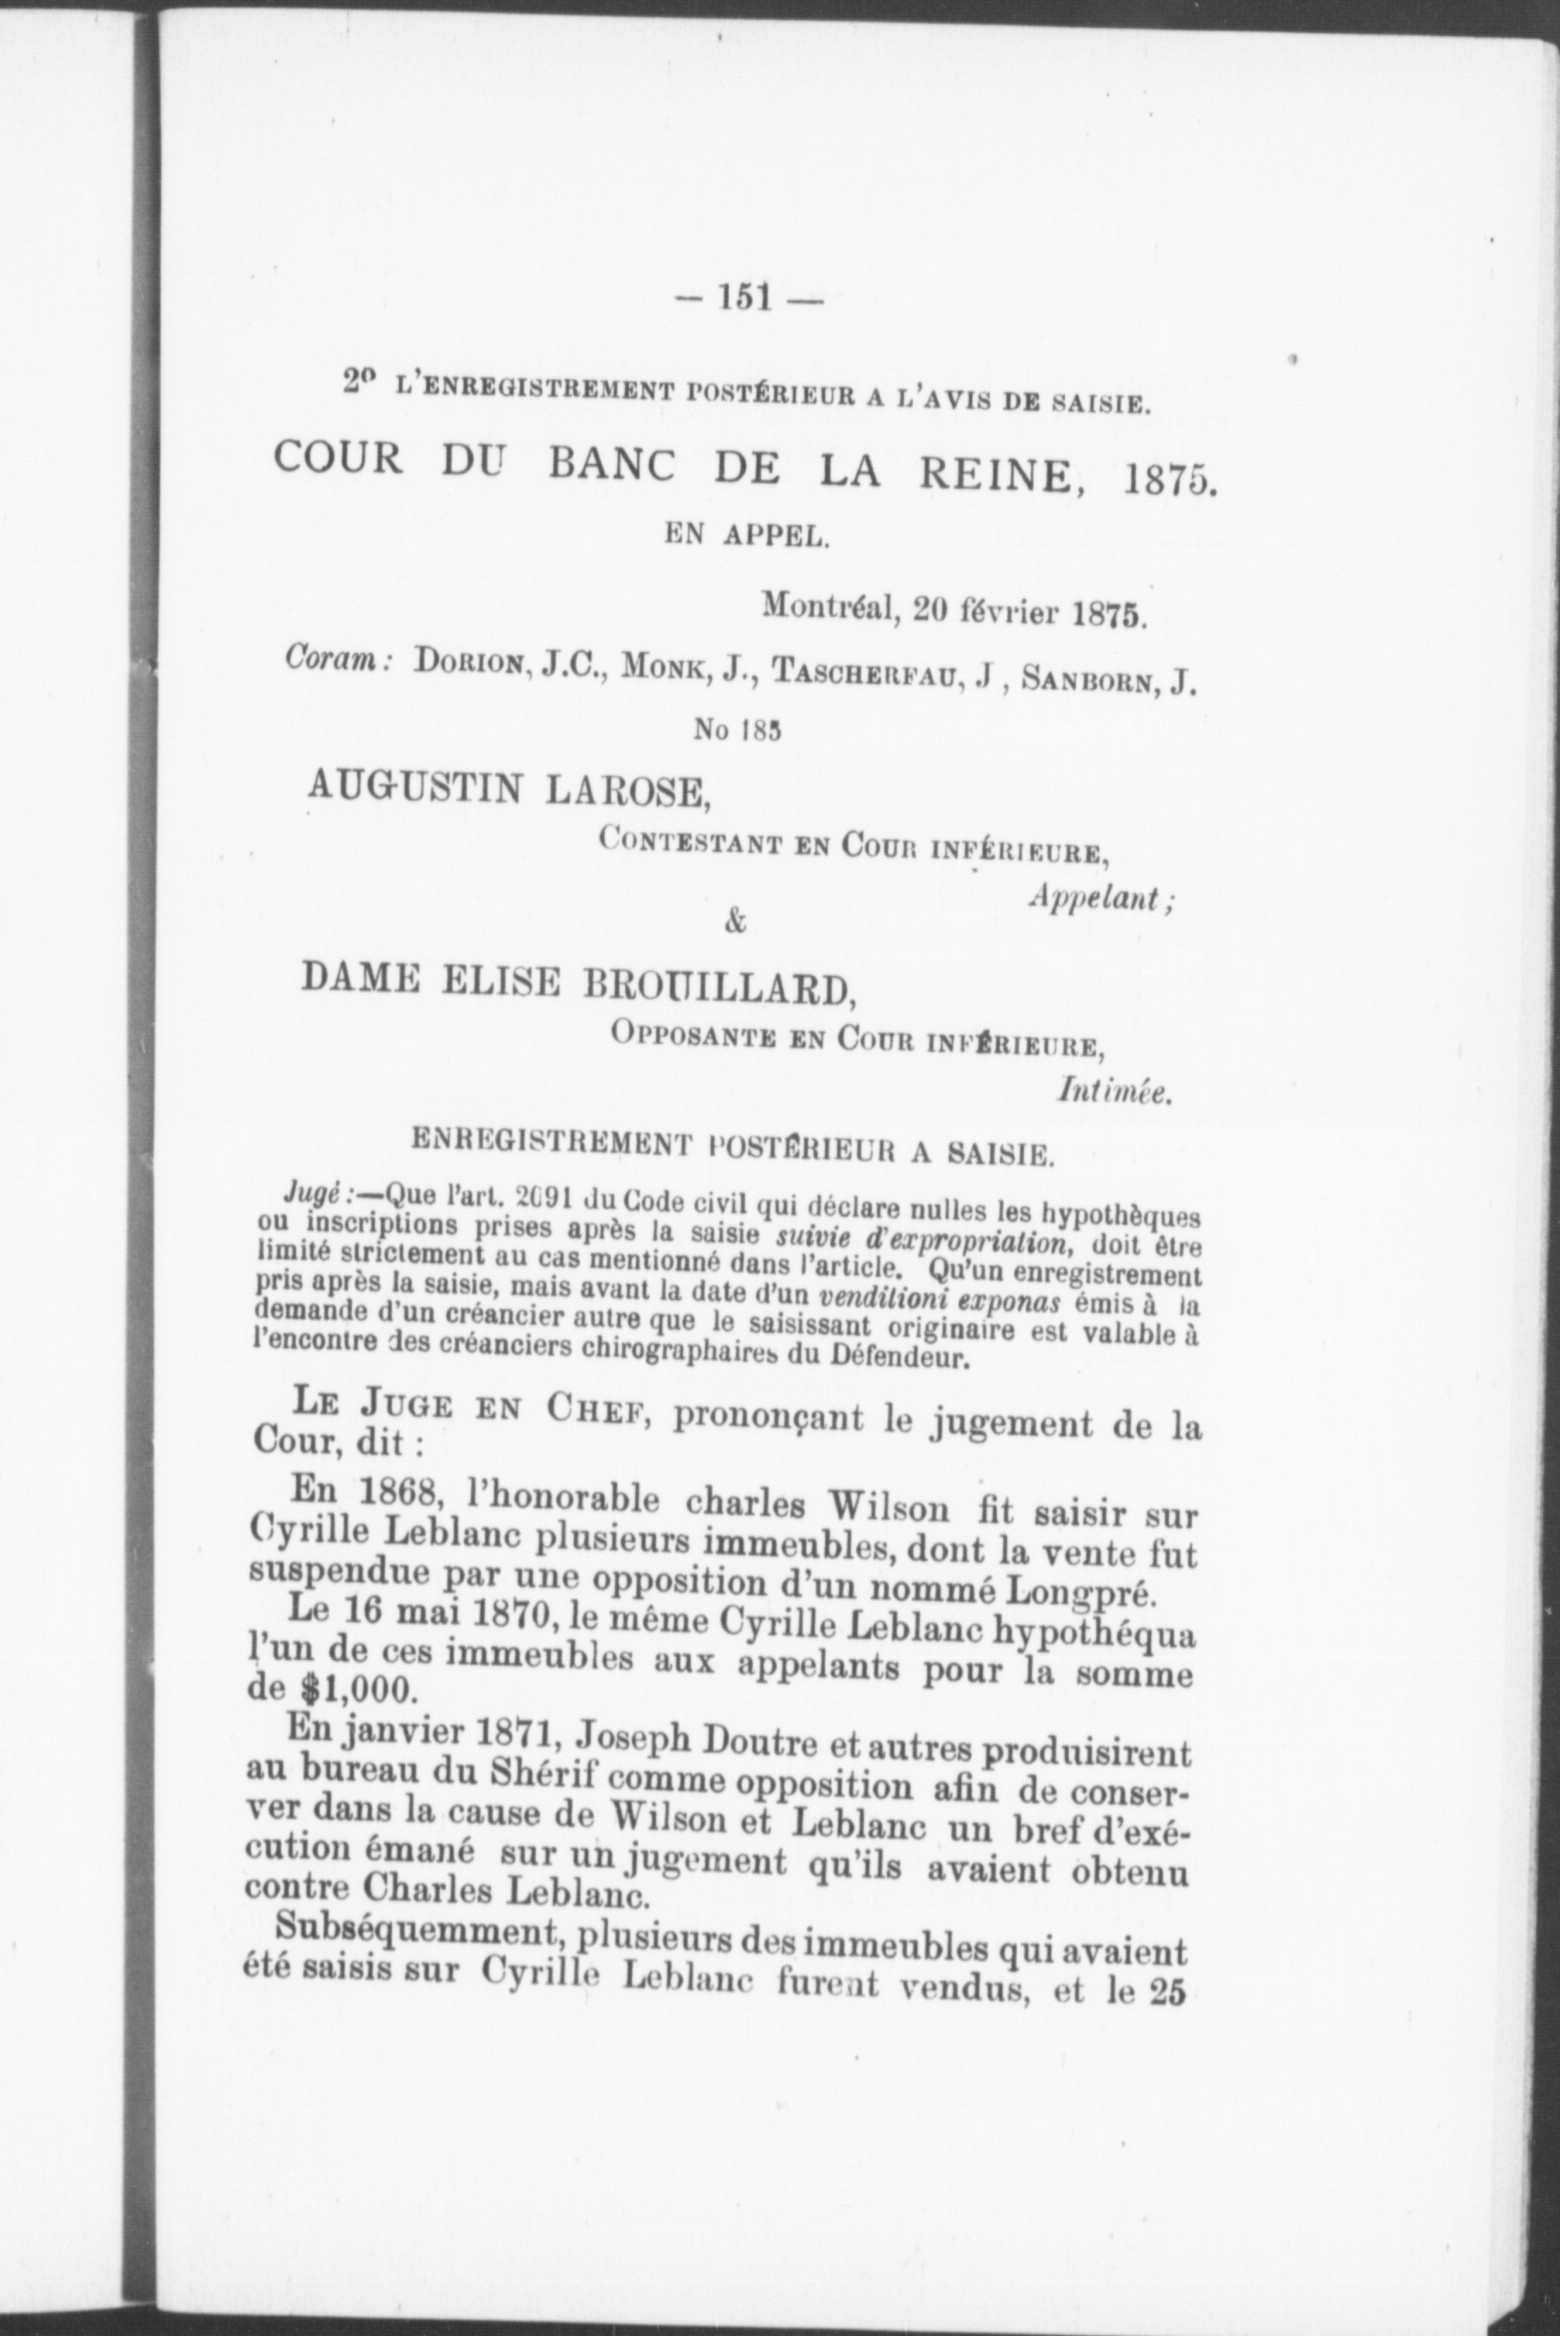 — 151 —
2º L'ENREGISTREMENT POSTÉRIEUR A L'AVIS DE SAISIE.
COUR DU BANC DE LA REINE, 1875.
EN APPEL.
Montréal, 20 février 1875.
Coram : DORION, J.C., MONK, J., TASCHEREAU, J , SANBORN, J.
No 185
AUGUSTIN LAROSE,
CONTESTANT EN COUR INFÉRIEURE,
Appelant ;
&
DAME ELISE BROUILLARD,
OPPOSANTE EN COUR INFÉRIEURE,
Intimée.
ENREGISTREMENT POSTÉRIEUR A SAISIE.
Jugé :—Que l'art. 2091 du Code civil qui déclare nulles les hypothèques
ou inscriptions prises après la saisie suivie d'expropriation, doit être
limité strictement au cas mentionné dans l'article. Qu'un enregistrement
pris après la saisie, mais avant la date d'un venditioni exponas émis à la
demande d'un créancier autre que le saisissant originaire est valable à
l'encontre des créanciers chirographaires du Défendeur.
LE JUGE EN CHEF, prononçant le jugement de la
Cour, dit :
En 1868, l'honorable charles Wilson fit saisir sur
Cyrille Leblanc plusieurs immeubles, dont la vente fut
suspendue par une opposition d'un nommé Longpré.
Le 16 mai 1870, le même Cyrille Leblanc hypothéqua
l'un de ces immeubles aux appelants pour la somme
de $1,000.
En janvier 1871, Joseph Doutre et autres produisirent
au bureau du Shérif comme opposition afin de conser-
ver dans la cause de Wilson et Leblanc un bref d'exé-
cution émané sur un jugement qu'ils avaient obtenu
contre Charles Leblanc.
Subséquemment, plusieurs des immeubles qui avaient
été saisis sur Cyrille Leblanc furent vendus, et le 25